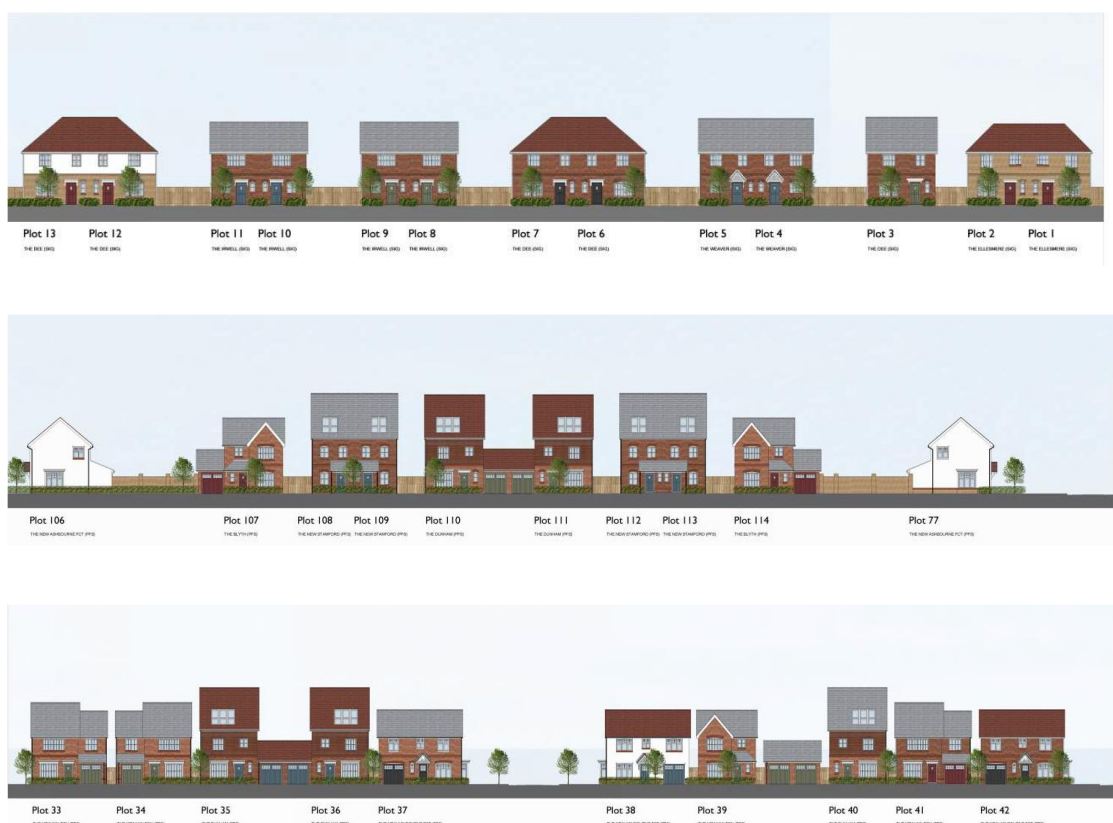 Plot 13 Plot 12 Plot 11 Plot 10 Plot 9 Plot 8 Plot 7 Plot 6 Plot 5 Plot 4 Plot 3 Plot 2 Plot 1
THE DEE (SIG) THE DEE (SIG) THE IRWELL (SIG) THE IRWELL (SIG) THE IRWELL (SIG) THE IRWELL (SIG) THE DEE (SIG) THE DEE (SIG) THE WEAVER (SIG) THE WEAVER (SIG) THE DEE (SIG) THE ELLESMERE (SIG) THE ELLESMERE (SIG)
Plot 106 Plot 107 Plot 108 Plot 109 Plot 110 Plot 111 Plot 112 Plot 113 Plot 114 Plot 77
THE NEW ASHBOURNE FCT (PFS) THE BLYTH (PFS) THE NEW STAMFORD (PFS) THE NEW STAMFORD (PFS) THE DUNHAM (PFS) THE DUNHAM (PFS) THE NEW STAMFORD (PFS) THE NEW STAMFORD (PFS) THE BLYTH (PFS) THE NEW ASHBOURNE FCT (PFS)
Plot 33 Plot 34 Plot 35 Plot 36 Plot 37 Plot 38 Plot 39 Plot 40 Plot 41 Plot 42